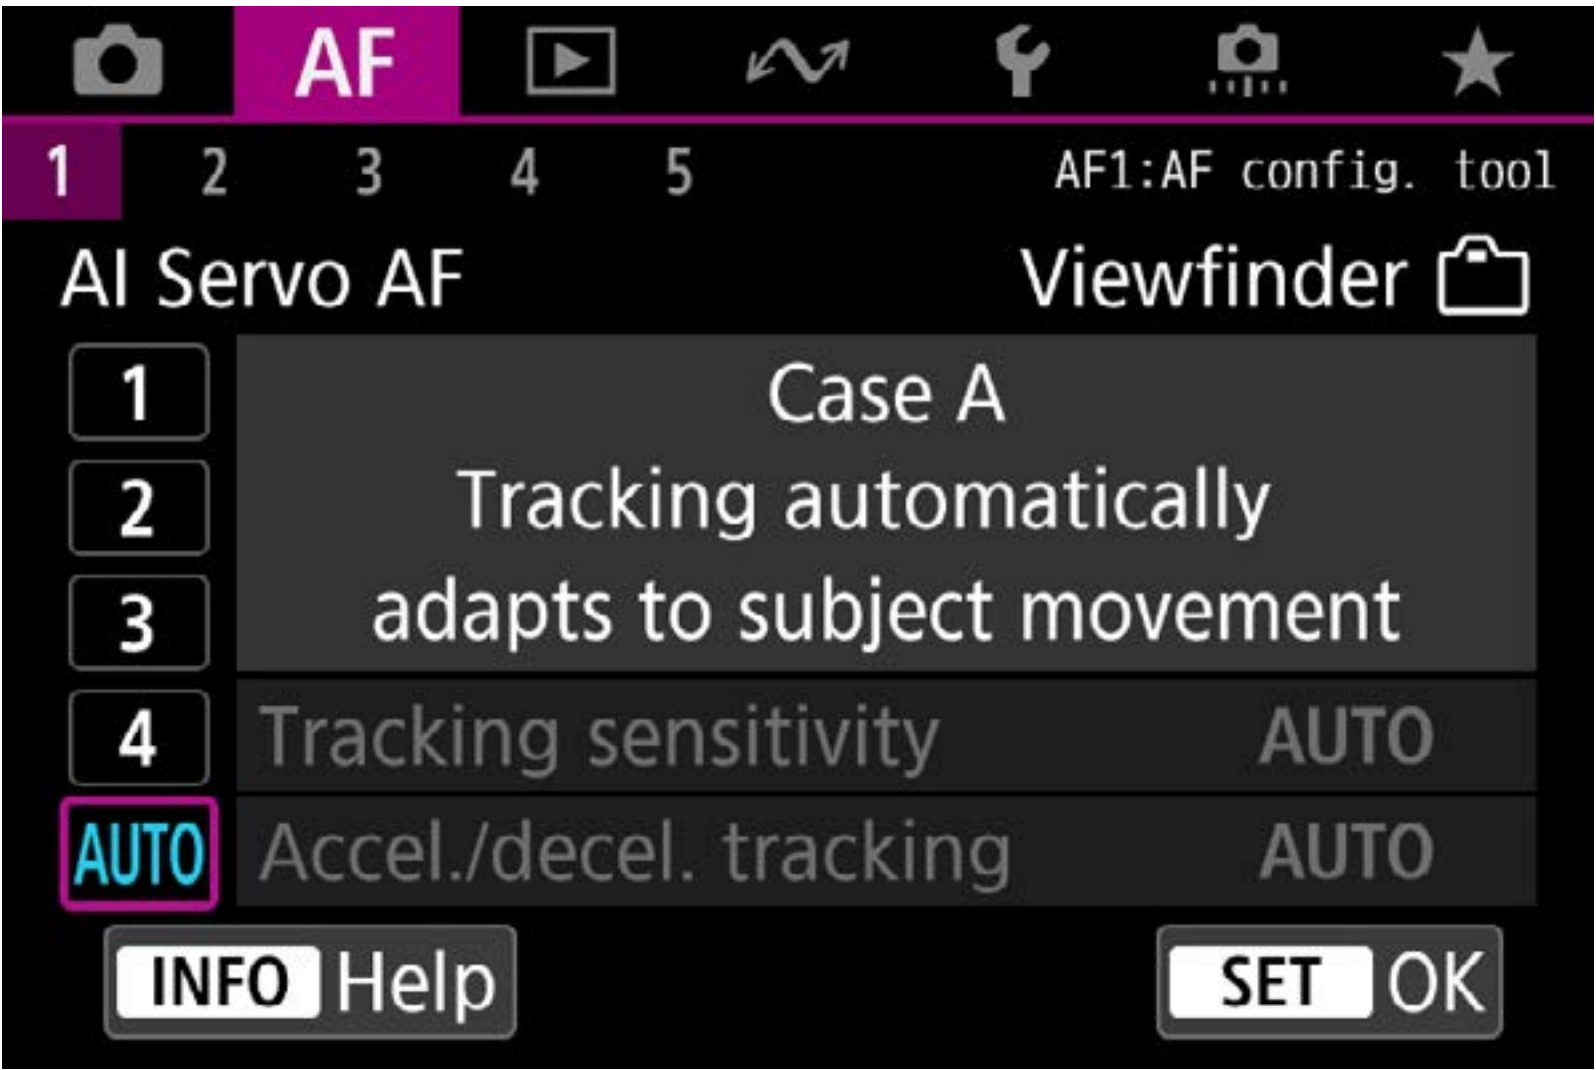 AF
1 2 3 4 5 AF1:AF config. tool
AI Servo AF Viewfinder
1
2
3
4
AUTO
Case A
Tracking automatically
adapts to subject movement
Tracking sensitivity AUTO
Accel./decel. tracking AUTO
INFO Help SET OK